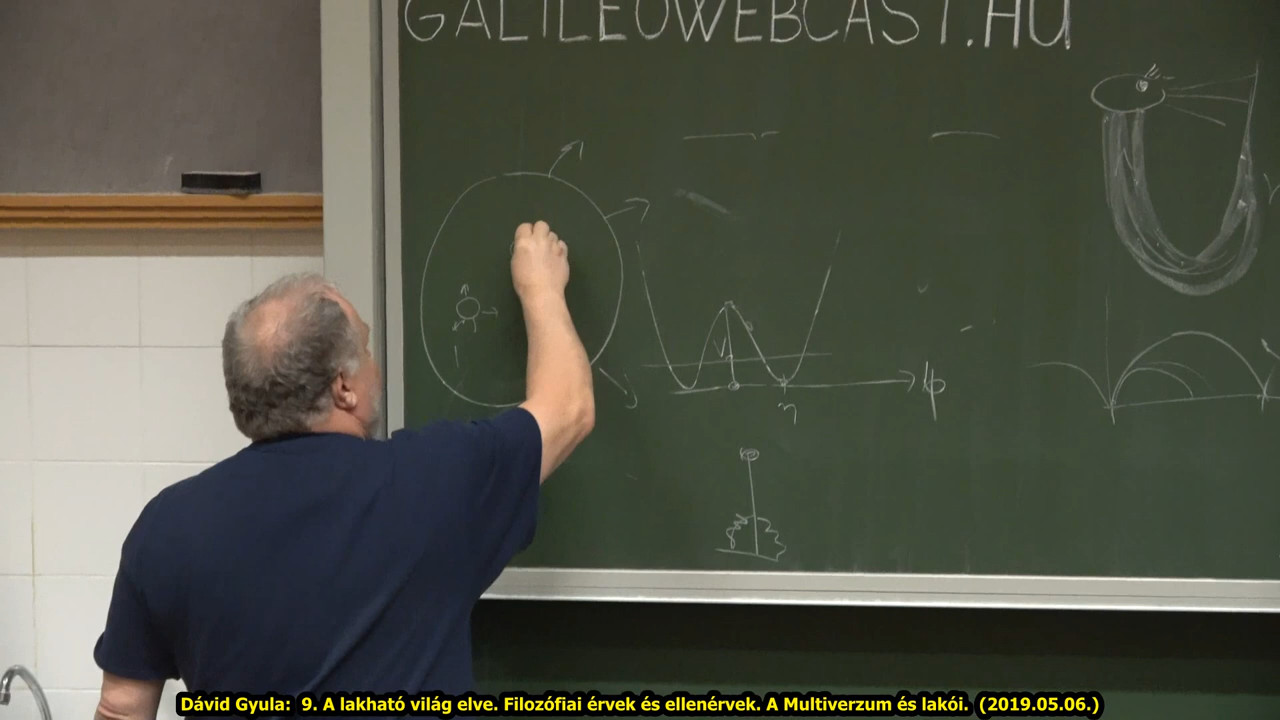 GALILEOWEBCAST.HU
V
φ
η
Dávid Gyula: 9. A lakható világ elve. Filozófiai érvek és ellenérvek. A Multiverzum és lakói. (2019.05.06.)